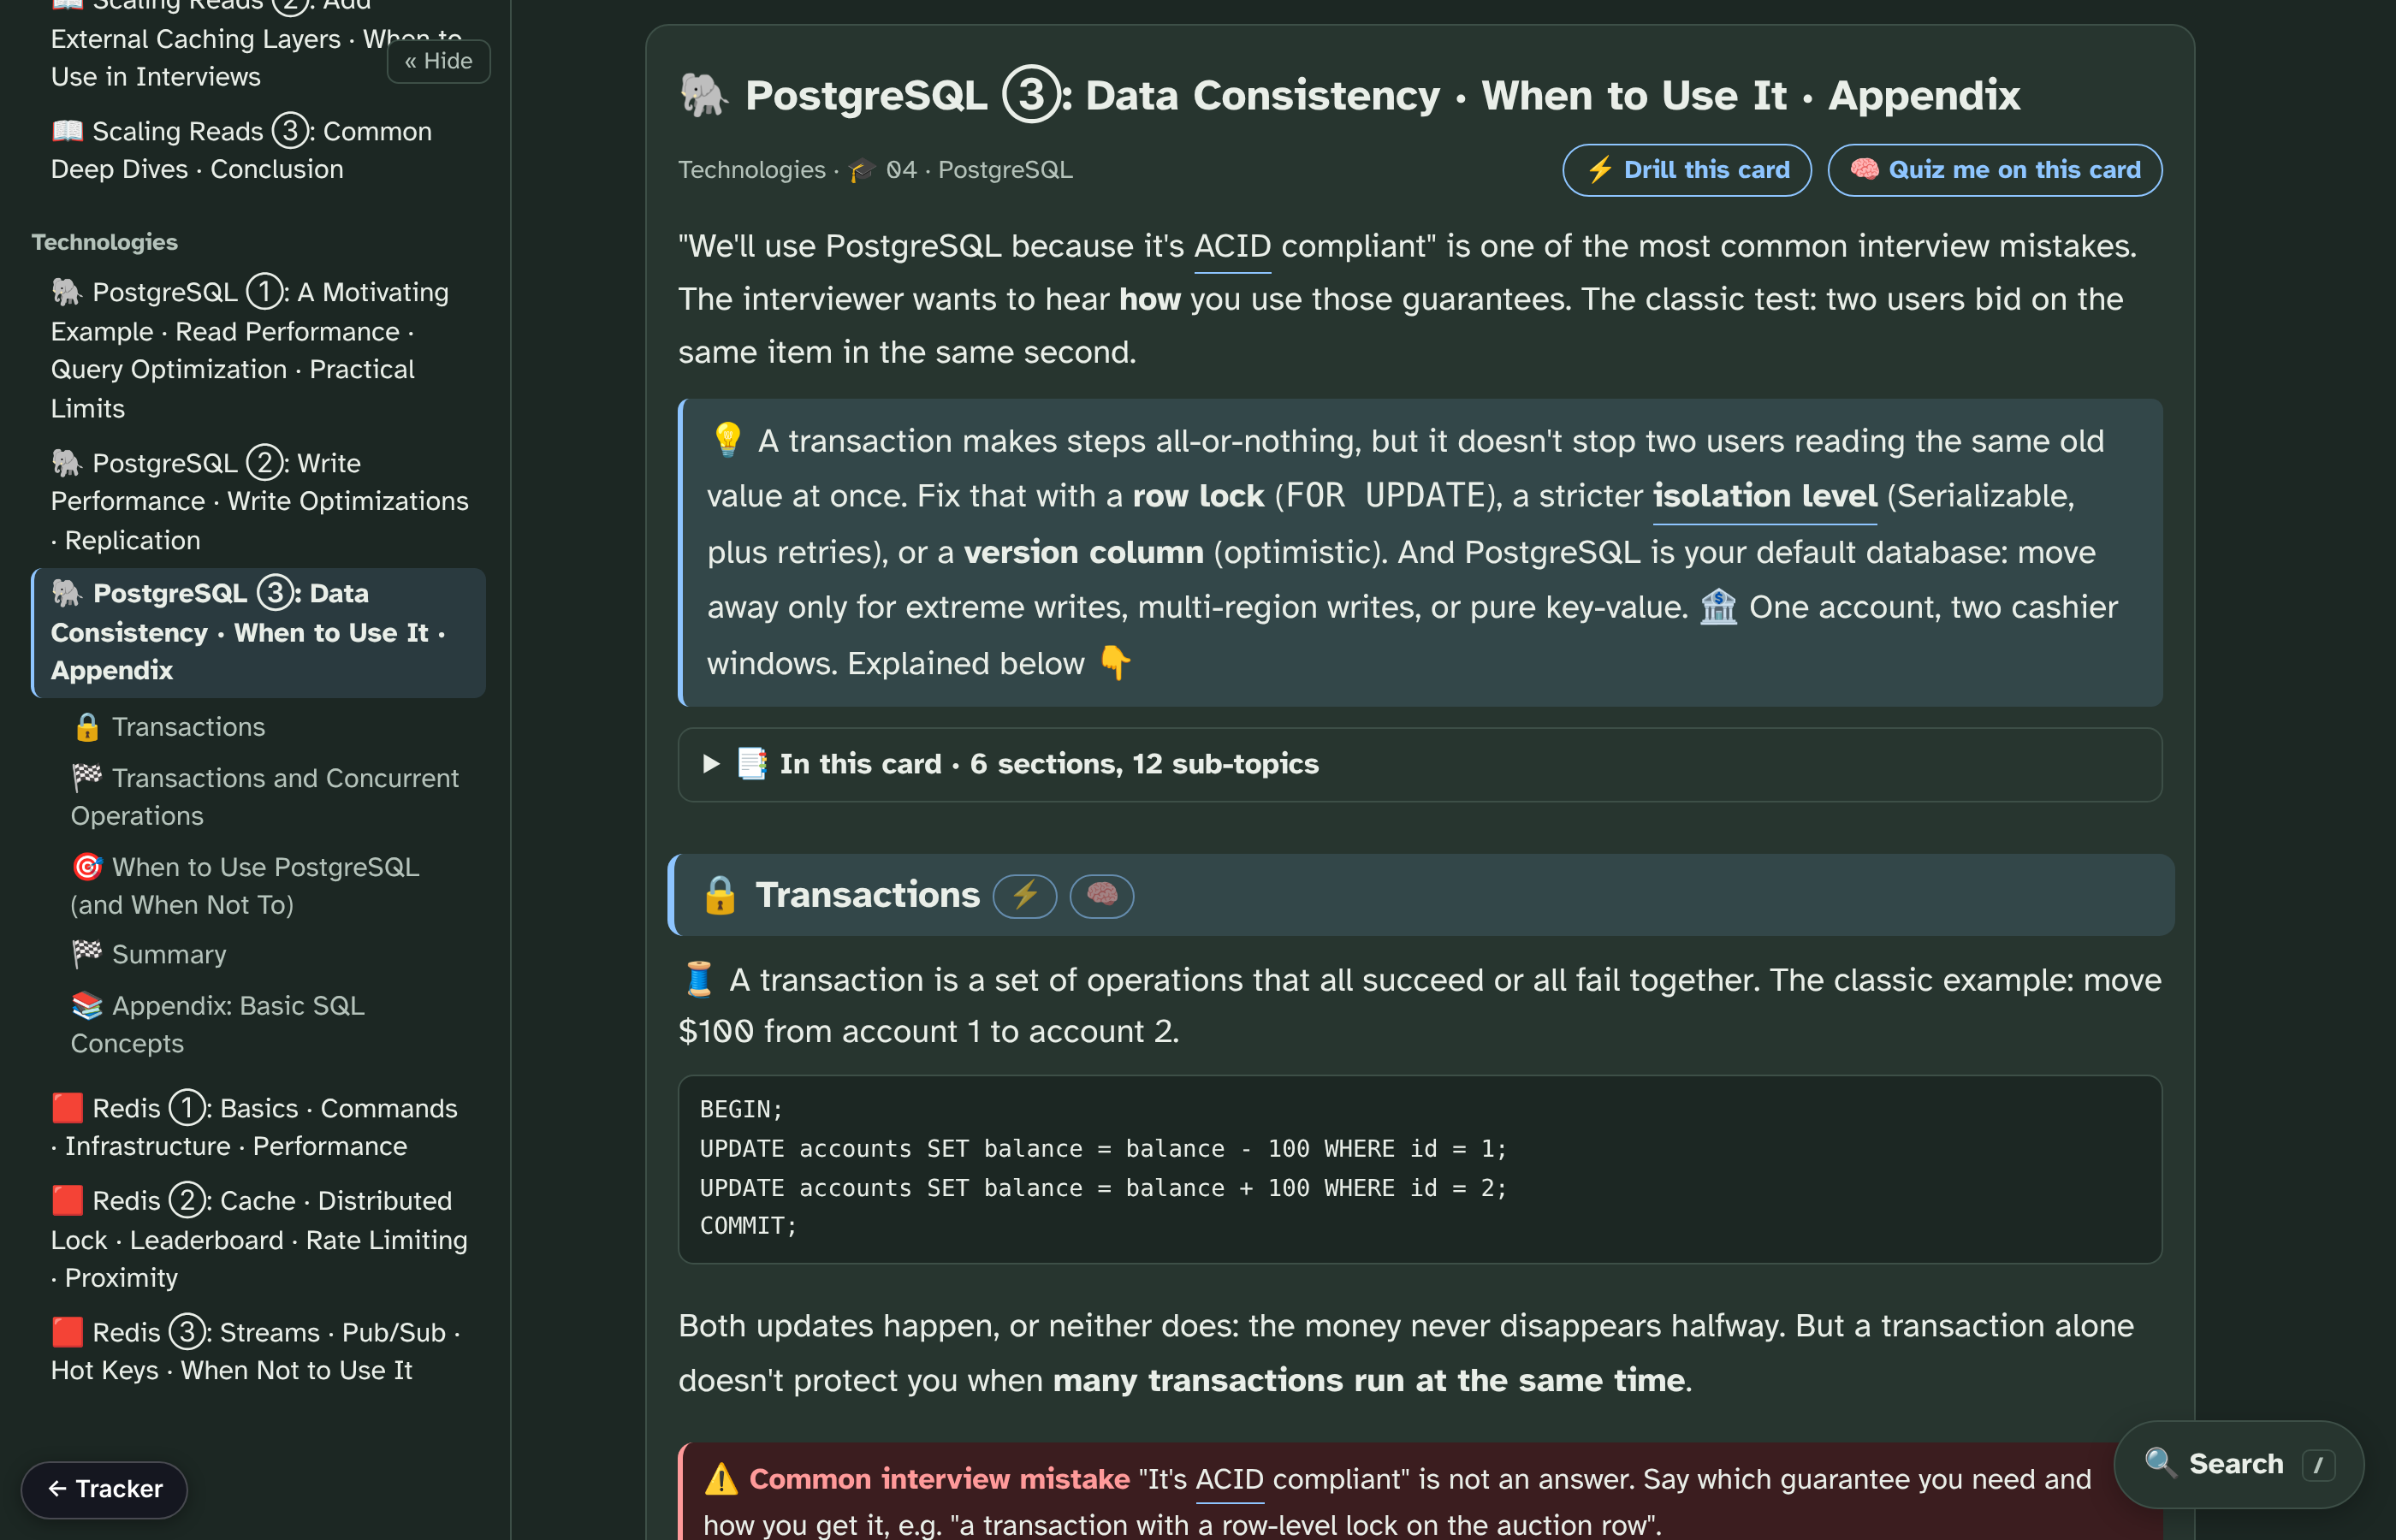 📖 Scaling Reads ②: Add
External Caching Layers · When to
Use in Interviews
« Hide
📖 Scaling Reads ③: Common
Deep Dives · Conclusion
Technologies
🐘 PostgreSQL ①: A Motivating
Example · Read Performance ·
Query Optimization · Practical
Limits
🐘 PostgreSQL ②: Write
Performance · Write Optimizations
· Replication
🐘 PostgreSQL ③: Data
Consistency · When to Use It ·
Appendix
🔒 Transactions
🏁 Transactions and Concurrent
Operations
🎯 When to Use PostgreSQL
(and When Not To)
🏁 Summary
📚 Appendix: Basic SQL
Concepts
🟥 Redis ①: Basics · Commands
· Infrastructure · Performance
🟥 Redis ②: Cache · Distributed
Lock · Leaderboard · Rate Limiting
· Proximity
🟥 Redis ③: Streams · Pub/Sub ·
Hot Keys · When Not to Use It
← Tracker
🐘 PostgreSQL ③: Data Consistency · When to Use It · Appendix
Technologies · 🎓 04 · PostgreSQL
⚡ Drill this card
🧠 Quiz me on this card
"We'll use PostgreSQL because it's ACID compliant" is one of the most common interview mistakes.
The interviewer wants to hear how you use those guarantees. The classic test: two users bid on the
same item in the same second.
💡 A transaction makes steps all-or-nothing, but it doesn't stop two users reading the same old
value at once. Fix that with a row lock (FOR UPDATE), a stricter isolation level (Serializable,
plus retries), or a version column (optimistic). And PostgreSQL is your default database: move
away only for extreme writes, multi-region writes, or pure key-value. 🏦 One account, two cashier
windows. Explained below 👇
▶ 📑 In this card · 6 sections, 12 sub-topics
🔒 Transactions ⚡ 🧠
🧵 A transaction is a set of operations that all succeed or all fail together. The classic example: move
$100 from account 1 to account 2.
BEGIN;
UPDATE accounts SET balance = balance - 100 WHERE id = 1;
UPDATE accounts SET balance = balance + 100 WHERE id = 2;
COMMIT;
Both updates happen, or neither does: the money never disappears halfway. But a transaction alone
doesn't protect you when many transactions run at the same time.
⚠️ Common interview mistake "It's ACID compliant" is not an answer. Say which guarantee you need and
how you get it, e.g. "a transaction with a row-level lock on the auction row".
🔍 Search /